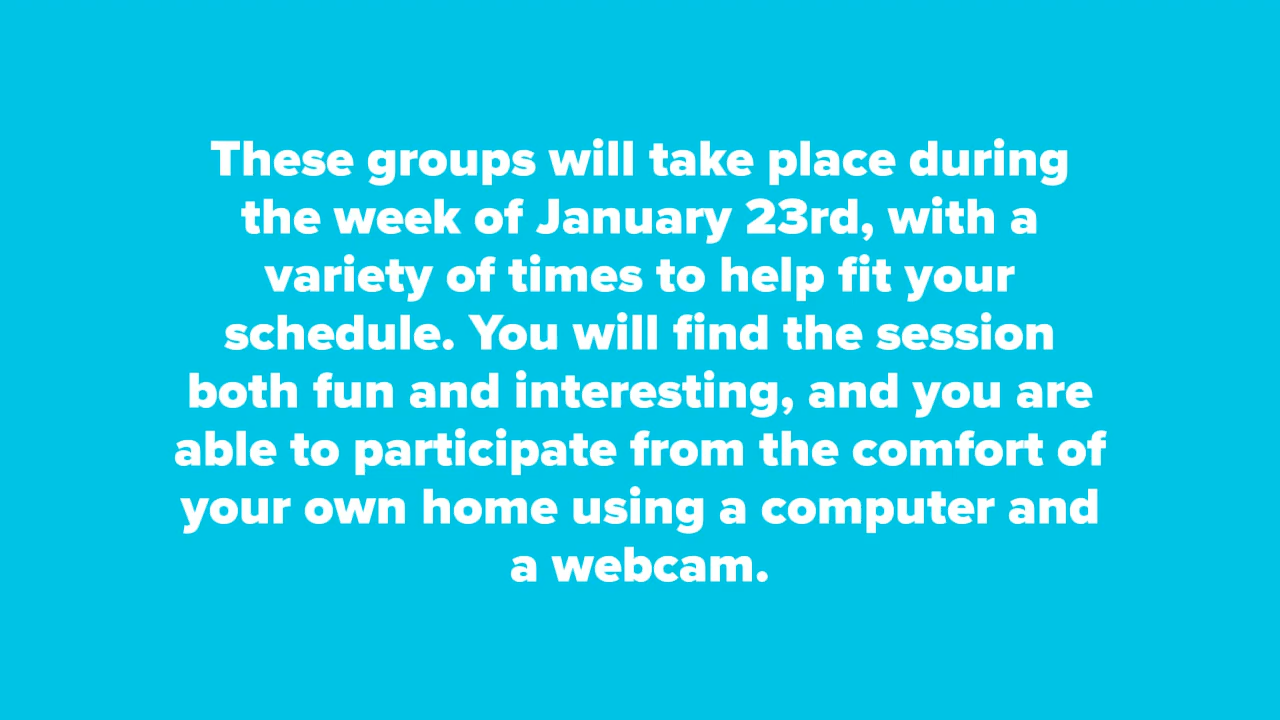 These groups will take place during
the week of January 23rd, with a
variety of times to help fit your
schedule. You will find the session
both fun and interesting, and you are
able to participate from the comfort of
your own home using a computer and
a webcam.